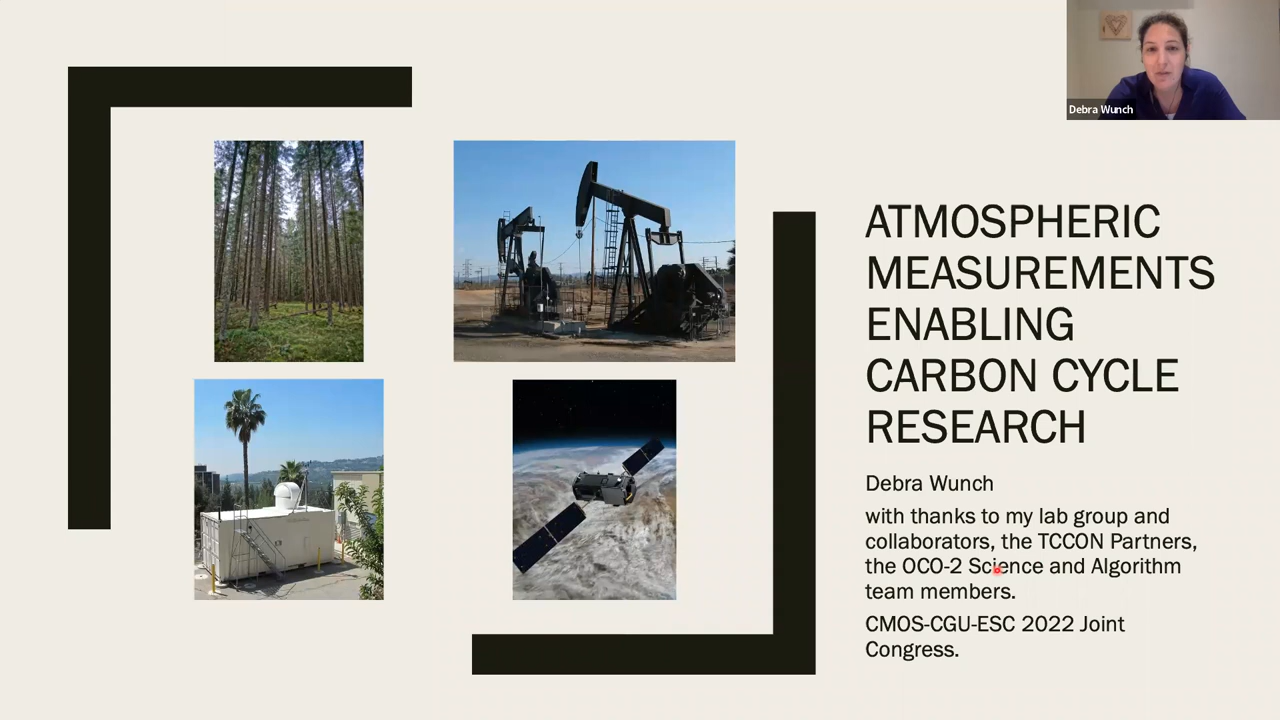 Debra Wunch
ATMOSPHERIC
MEASUREMENTS
ENABLING
CARBON CYCLE
RESEARCH
Debra Wunch
with thanks to my lab group and
collaborators, the TCCON Partners,
the OCO-2 Science and Algorithm
team members.
CMOS-CGU-ESC 2022 Joint
Congress.